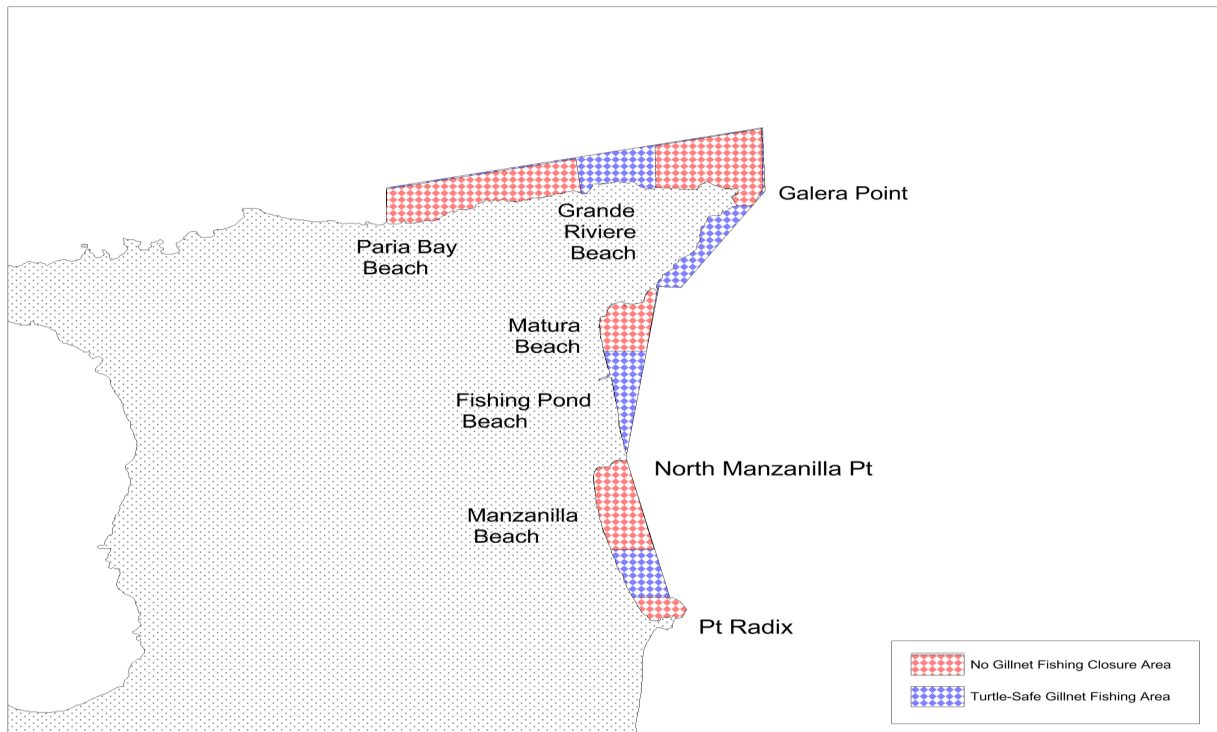 Galera Point
Grande
Riviere
Beach
Paria Bay
Beach
Matura
Beach
Fishing Pond
Beach
North Manzanilla Pt
Manzanilla
Beach
Pt Radix
No Gillnet Fishing Closure Area
Turtle-Safe Gillnet Fishing Area